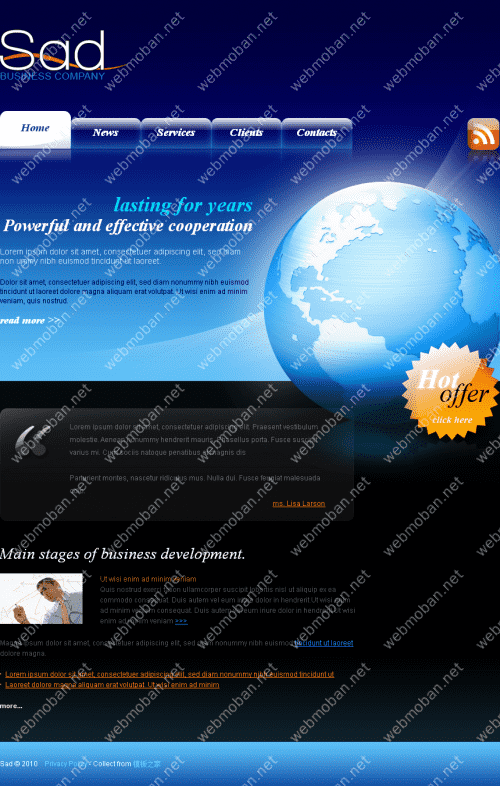 Sad
BUSINESS COMPANY
Home
News
Services
Clients
Contacts
lasting for years
Powerful and effective cooperation
Lorem ipsum dolor sit amet, consectetuer adipiscing elit, sed diam
non ummy nibh euismod tincidunt ut laoreet.
Dolor sit amet, consectetuer adipiscing elit, sed diam nonummy nibh euismod
tincidunt ut laoreet dolore magna aliquam erat volutpat. Ut wisi enim ad minim
veniam, quis nostrud.
read more >>
Hot
offer
click here
Lorem ipsum dolor sit amet, consectetuer adipiscing elit. Praesent vestibulum
molestie. Aenean nonummy hendrerit mauris. Phasellus porta. Fusce suscipit
varius mi. Cum sociis natoque penatibus et magnis dis
Parturient montes, nascetur ridiculus mus. Nulla dui. Fusce feugiat malesuada
ms. Lisa Larson
Main stages of business development.
Ut wisi enim ad minim veniam
Quis nostrud exerci tation ullamcorper suscipit lobortis nisl ut aliquip ex ea
commodo consequat. Duis autem vel eum iriure dolor in hendrerit Ut wisi enim
ad minim veniam consequat. Duis autem vel eum iriure dolor in hendrerit Ut wisi
enim ad minim veniam >>>
Magna ipsum dolor sit amet, consectetuer adipiscing elit, sed diam nonummy nibh euismod tincidunt ut laoreet
dolore magna.
Lorem ipsum dolor sit amet, consectetuer adipiscing elit, sed diam nonummy nibh euismod tincidunt ut
Laoreet dolore magna aliquam erat volutpat. Ut wisi enim ad minim
more...
Sad © 2010 Privacy Policy - Collect from 模板之家
webmoban.net